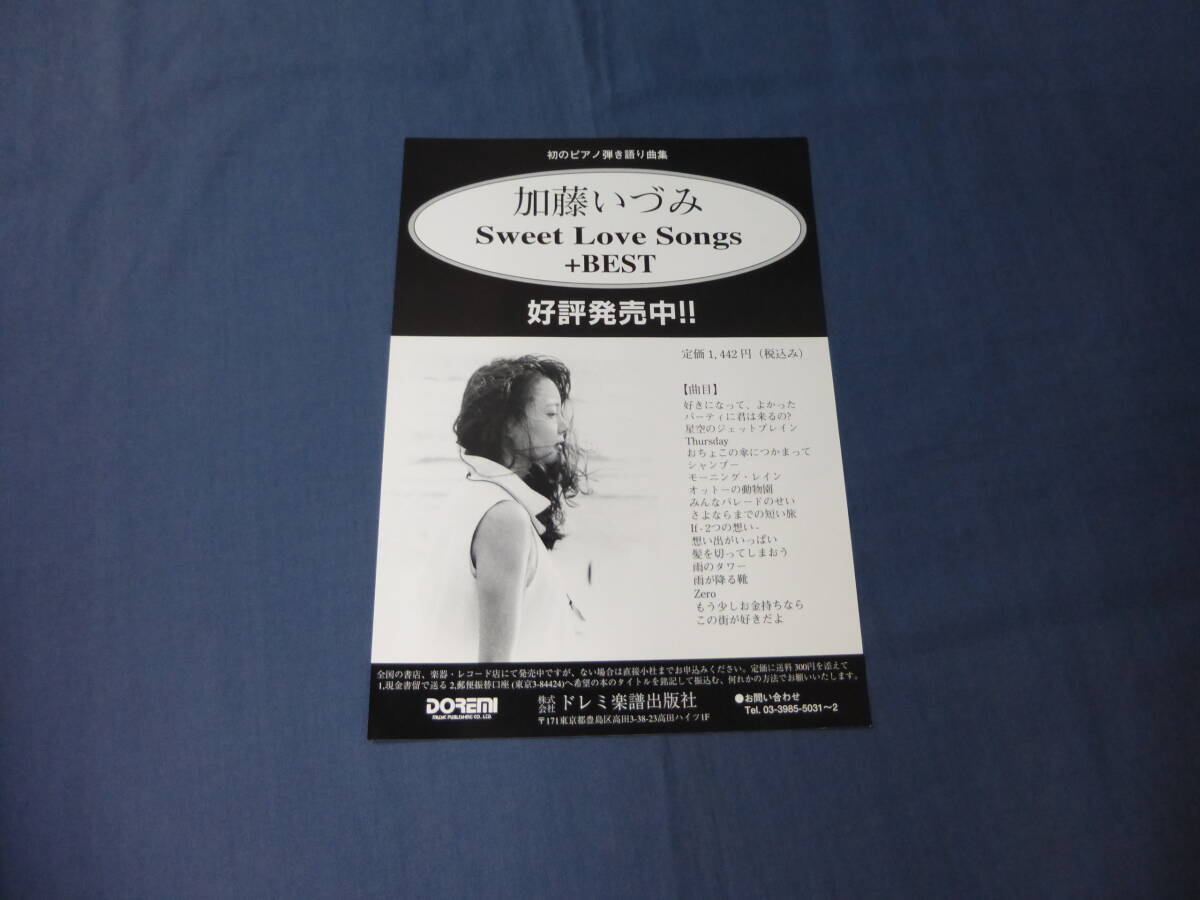 初のピアノ弾き語り曲集
加藤いづみ
Sweet Love Songs
+BEST
好評発売中!!
定価1,442円（税込み）
【曲目】
好きになって、よかった
パーティに君は来るの?
星空のジェットプレイン
Thursday
おちょこの傘につかまって
シャンプー
モーニング・レイン
オットーの動物園
みんなパレードのせい
さよならまでの短い旅
If-2つの想い-
想い出がいっぱい
髪を切ってしまおう
雨のタワー
雨が降る靴
Zero
もう少しお金持ちなら
この街が好きだよ
全国の書店、楽器・レコード店にて発売中ですが、ない場合は直接小社までお申込みください。定価に送料300円を添えて
1,現金書留で送る 2,郵便振替口座(東京3-84424)へ希望の本のタイトルを銘記して振込む、何れかの方法でお願いいたします。
DOREMI
MUSIC PUBLISHING CO., LTD.
株式会社 ドレミ楽譜出版社
〒171東京都豊島区高田3-38-23高田ハイツ1F
●お問い合わせ
Tel. 03-3985-5031〜2